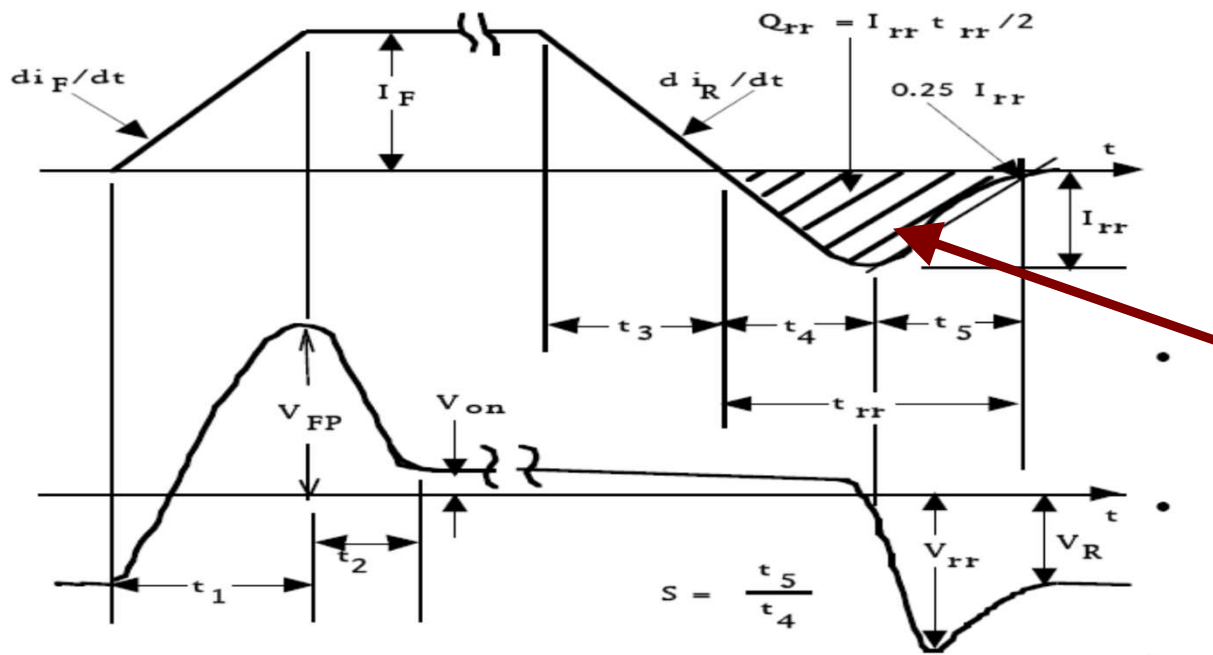 Q_rr = I_rr t_rr /2
di_F/dt
I_F
d i_R /dt
0.25 I_rr
t
I_rr
t_3
t_4
t_5
V_FP
V_on
t_rr
t
t_1
t_2
S = t_5 / t_4
V_rr
V_R